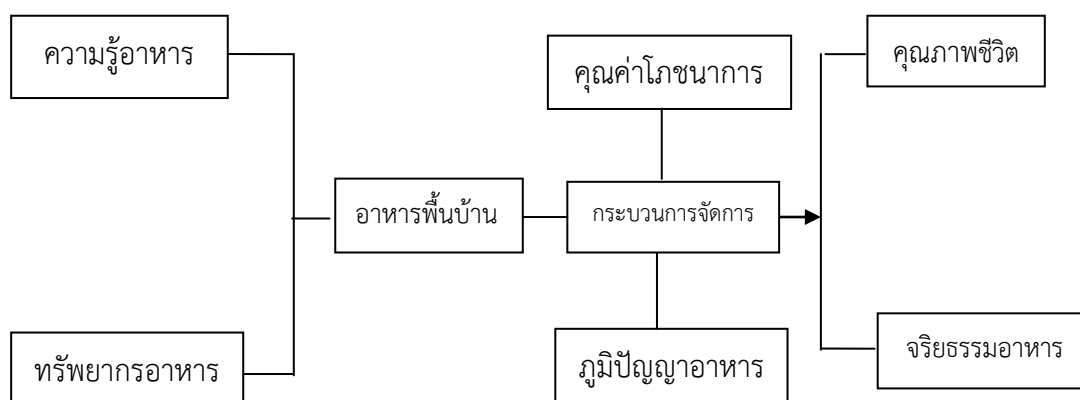 ความรู้อาหาร
คุณค่าโภชนาการ
คุณภาพชีวิต
อาหารพื้นบ้าน
กระบวนการจัดการ
ทรัพยากรอาหาร
ภูมิปัญญาอาหาร
จริยธรรมอาหาร